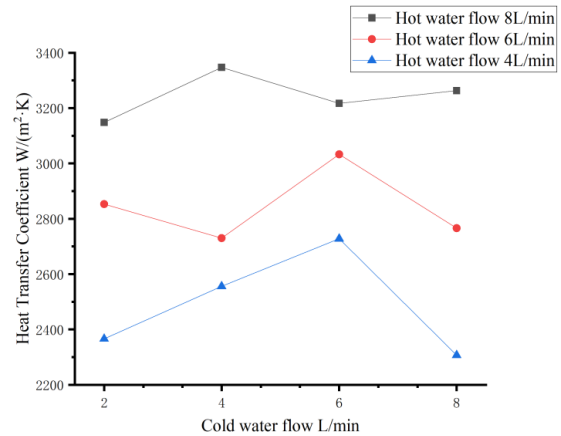 Hot water flow 8L/min
Hot water flow 6L/min
Hot water flow 4L/min
Heat Transfer Coefficient W/(m²·K)
3400
3200
3000
2800
2600
2400
2200
2 4 6 8
Cold water flow L/min